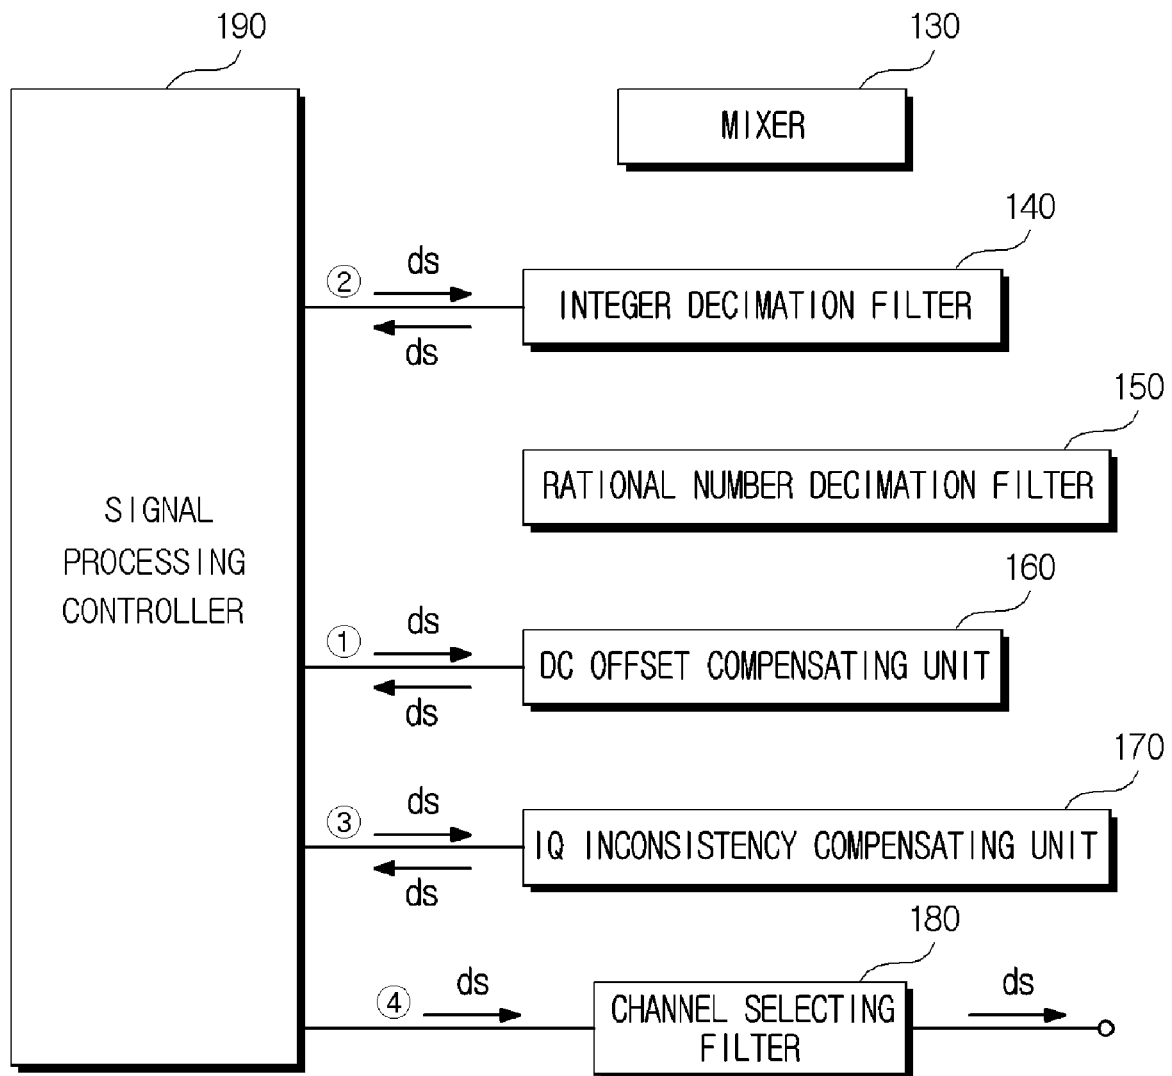 190
130
MIXER
140
② ds
INTEGER DECIMATION FILTER
ds
150
RATIONAL NUMBER DECIMATION FILTER
SIGNAL
PROCESSING
CONTROLLER
160
① ds
DC OFFSET COMPENSATING UNIT
ds
170
③ ds
IQ INCONSISTENCY COMPENSATING UNIT
ds
180
④ ds
CHANNEL SELECTING
FILTER
ds